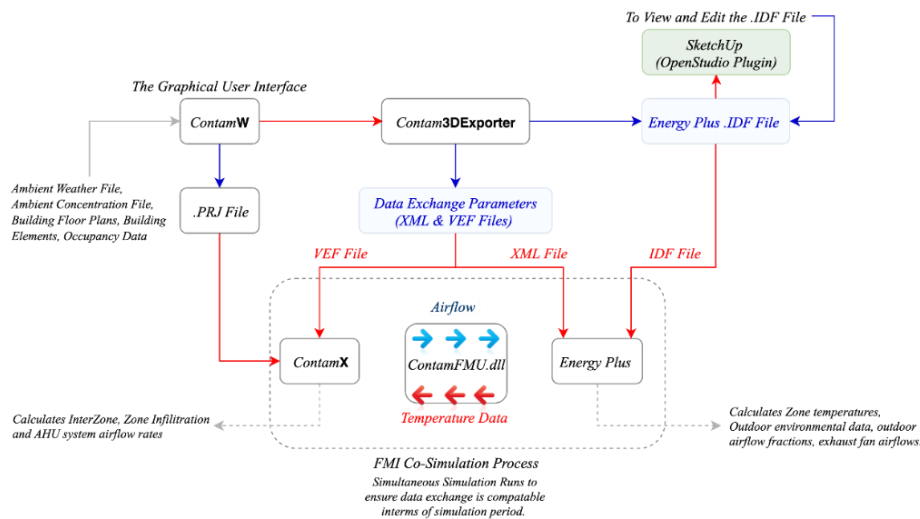 To View and Edit the .IDF File
SketchUp
(OpenStudio Plugin)
The Graphical User Interface
ContamW
Contam3DExporter
Energy Plus .IDF File
Ambient Weather File,
Ambient Concentration File,
Building Floor Plans, Building
Elements, Occupancy Data
.PRJ File
Data Exchange Parameters
(XML & VEF Files)
VEF File
XML File
IDF File
Airflow
ContamX
ContamFMU.dll
Energy Plus
Temperature Data
Calculates InterZone, Zone Infilitration
and AHU system airflow rates
Calculates Zone temperatures,
Outdoor environmental data, outdoor
airflow fractions, exhaust fan airflows.
FMI Co-Simulation Process
Simultaneous Simulation Runs to
ensure data exchange is compatable
interms of simulation period.